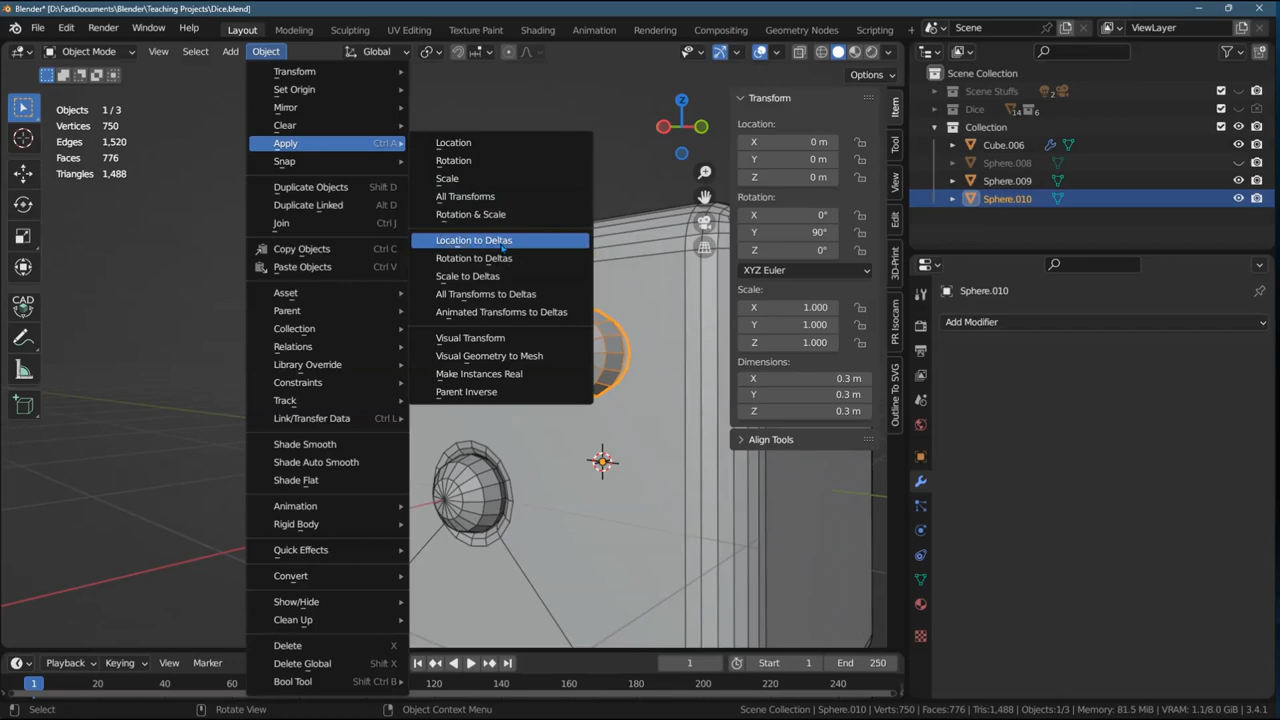 Blender* [D:\FastDocuments\Blender\Teaching Projects\Dice.blend]
File Edit Render Window Help Layout Modeling Sculpting UV Editing Texture Paint Shading Animation Rendering Compositing Geometry Nodes Scripting Scene ViewLayer
Object Mode View Select Add Object Global
Options
Objects 1 / 3
Vertices 750
Edges 1,520
Faces 776
Triangles 1,488
Transform
Set Origin
Mirror
Clear
Apply Ctrl A
Snap
Duplicate Objects Shift D
Duplicate Linked Alt D
Join Ctrl J
Copy Objects Ctrl C
Paste Objects Ctrl V
Asset
Parent
Collection
Relations
Library Override
Constraints
Track
Link/Transfer Data Ctrl L
Shade Smooth
Shade Auto Smooth
Shade Flat
Animation
Rigid Body
Quick Effects
Convert
Show/Hide
Clean Up
Delete X
Delete Global Shift X
Bool Tool Shift Ctrl B
Location
Rotation
Scale
All Transforms
Rotation & Scale
Location to Deltas
Rotation to Deltas
Scale to Deltas
All Transforms to Deltas
Animated Transforms to Deltas
Visual Transform
Visual Geometry to Mesh
Make Instances Real
Parent Inverse
CAD
Z
Transform
Location:
X 0 m
Y 0 m
Z 0 m
Rotation:
X 0°
Y 90°
Z 0°
XYZ Euler
Scale:
X 1.000
Y 1.000
Z 1.000
Dimensions:
X 0.3 m
Y 0.3 m
Z 0.3 m
Align Tools
Item
Tool
View
Edit
3D-Print
PR Isocam
Outline To SVG
Scene Collection
Scene Stuffs 2
Dice 14 6
Collection
Cube.006
Sphere.008
Sphere.009
Sphere.010
Sphere.010
Add Modifier
Playback Keying View Marker 1 Start 1 End 250
1 20 40 60 120 140 160 180 200 220 240
Select Rotate View Object Context Menu Scene Collection | Sphere.010 | Verts:750 | Faces:776 | Tris:1,488 | Objects:1/3 | Memory: 81.5 MiB | VRAM: 1.1/8.0 GiB | 3.4.1